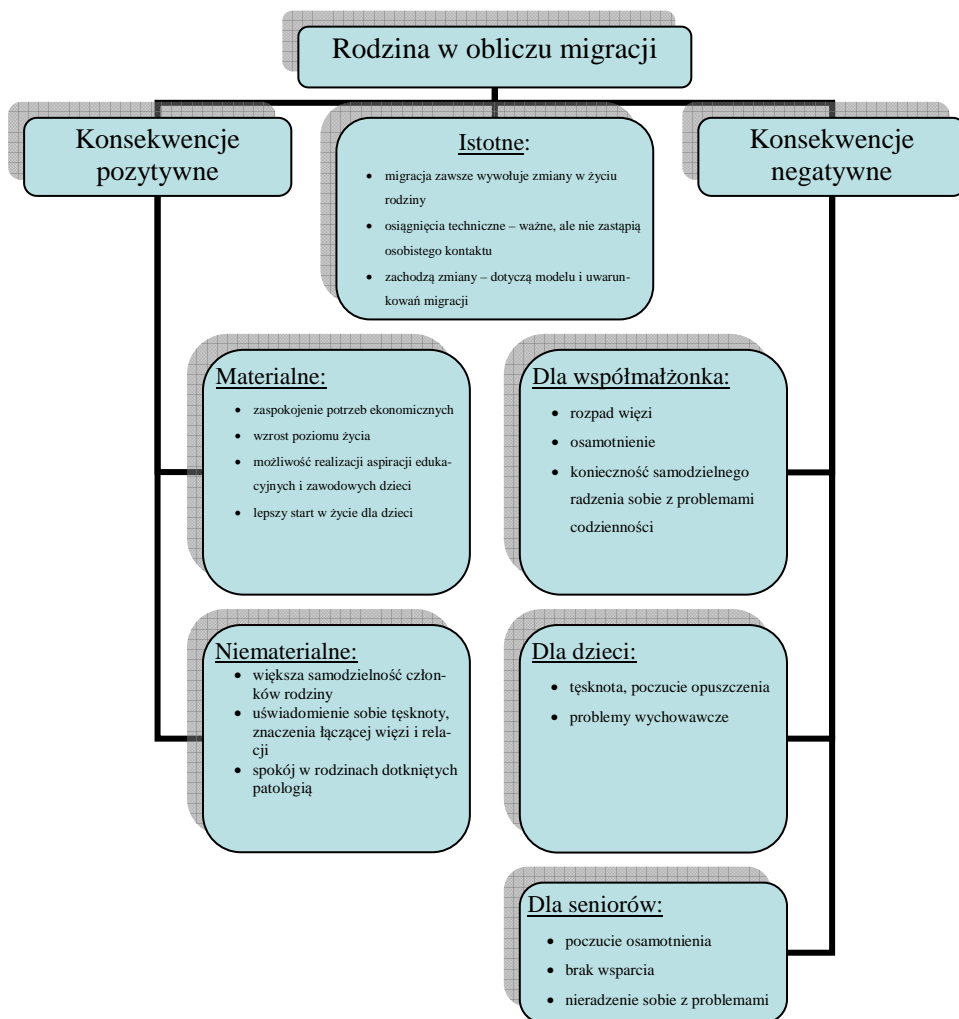 Rodzina w obliczu migracji
Konsekwencje
pozytywne
Istotne:
• migracja zawsze wywołuje zmiany w życiu
rodziny
• osiągnięcia techniczne – ważne, ale nie zastąpią
osobistego kontaktu
• zachodzą zmiany – dotyczą modelu i uwarun-
kowań migracji
Konsekwencje
negatywne
Materialne:
• zaspokojenie potrzeb ekonomicznych
• wzrost poziomu życia
• możliwość realizacji aspiracji eduka-
cyjnych i zawodowych dzieci
• lepszy start w życie dla dzieci
Dla współmałżonka:
• rozpad więzi
• osamotnienie
• konieczność samodzielnego
radzenia sobie z problemami
codzienności
Niematerialne:
• większa samodzielność człon-
ków rodziny
• uświadomienie sobie tęsknoty,
znaczenia łączącej więzi i rela-
cji
• spokój w rodzinach dotkniętych
patologią
Dla dzieci:
• tęsknota, poczucie opuszczenia
• problemy wychowawcze
Dla seniorów:
• poczucie osamotnienia
• brak wsparcia
• nieradzenie sobie z problemami